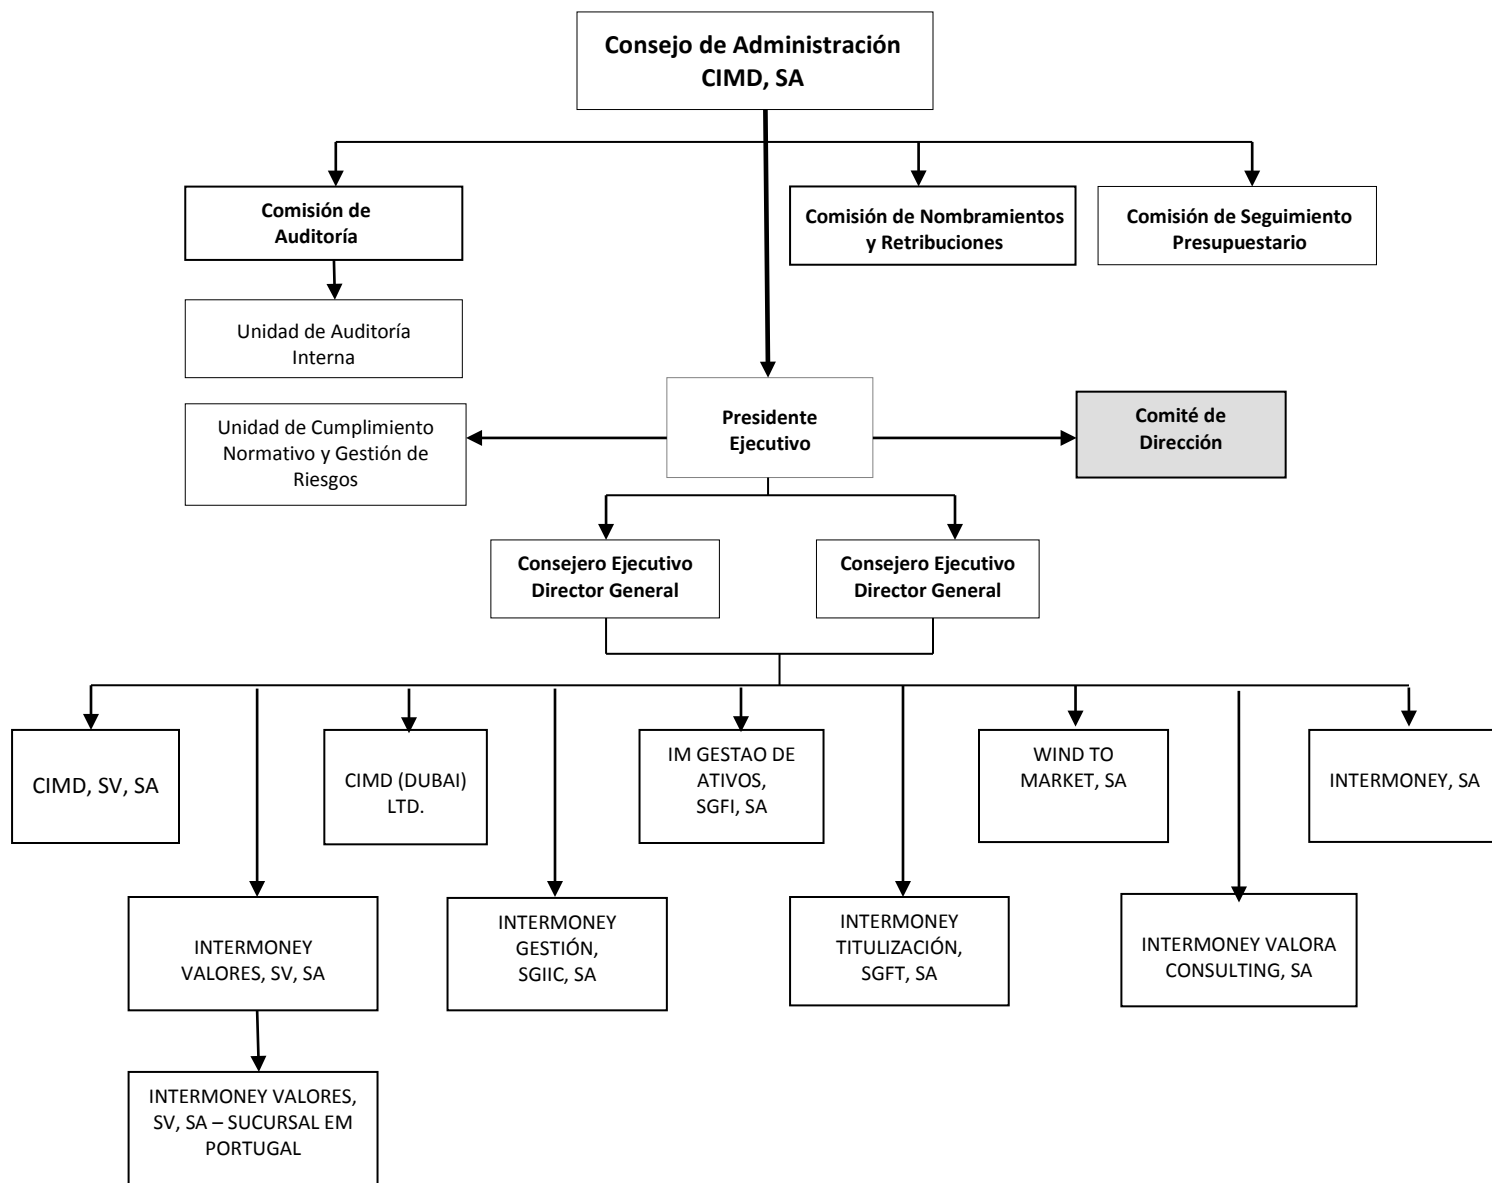 Consejo de Administración
CIMD, SA
Comisión de
Auditoría
Comisión de Nombramientos
y Retribuciones
Comisión de Seguimiento
Presupuestario
Unidad de Auditoría
Interna
Unidad de Cumplimiento
Normativo y Gestión de
Riesgos
Presidente
Ejecutivo
Comité de
Dirección
Consejero Ejecutivo
Director General
Consejero Ejecutivo
Director General
CIMD, SV, SA
CIMD (DUBAI)
LTD.
IM GESTAO DE
ATIVOS,
SGFI, SA
WIND TO
MARKET, SA
INTERMONEY, SA
INTERMONEY
VALORES, SV, SA
INTERMONEY
GESTIÓN,
SGIIC, SA
INTERMONEY
TITULIZACIÓN,
SGFT, SA
INTERMONEY VALORA
CONSULTING, SA
INTERMONEY VALORES,
SV, SA – SUCURSAL EM
PORTUGAL